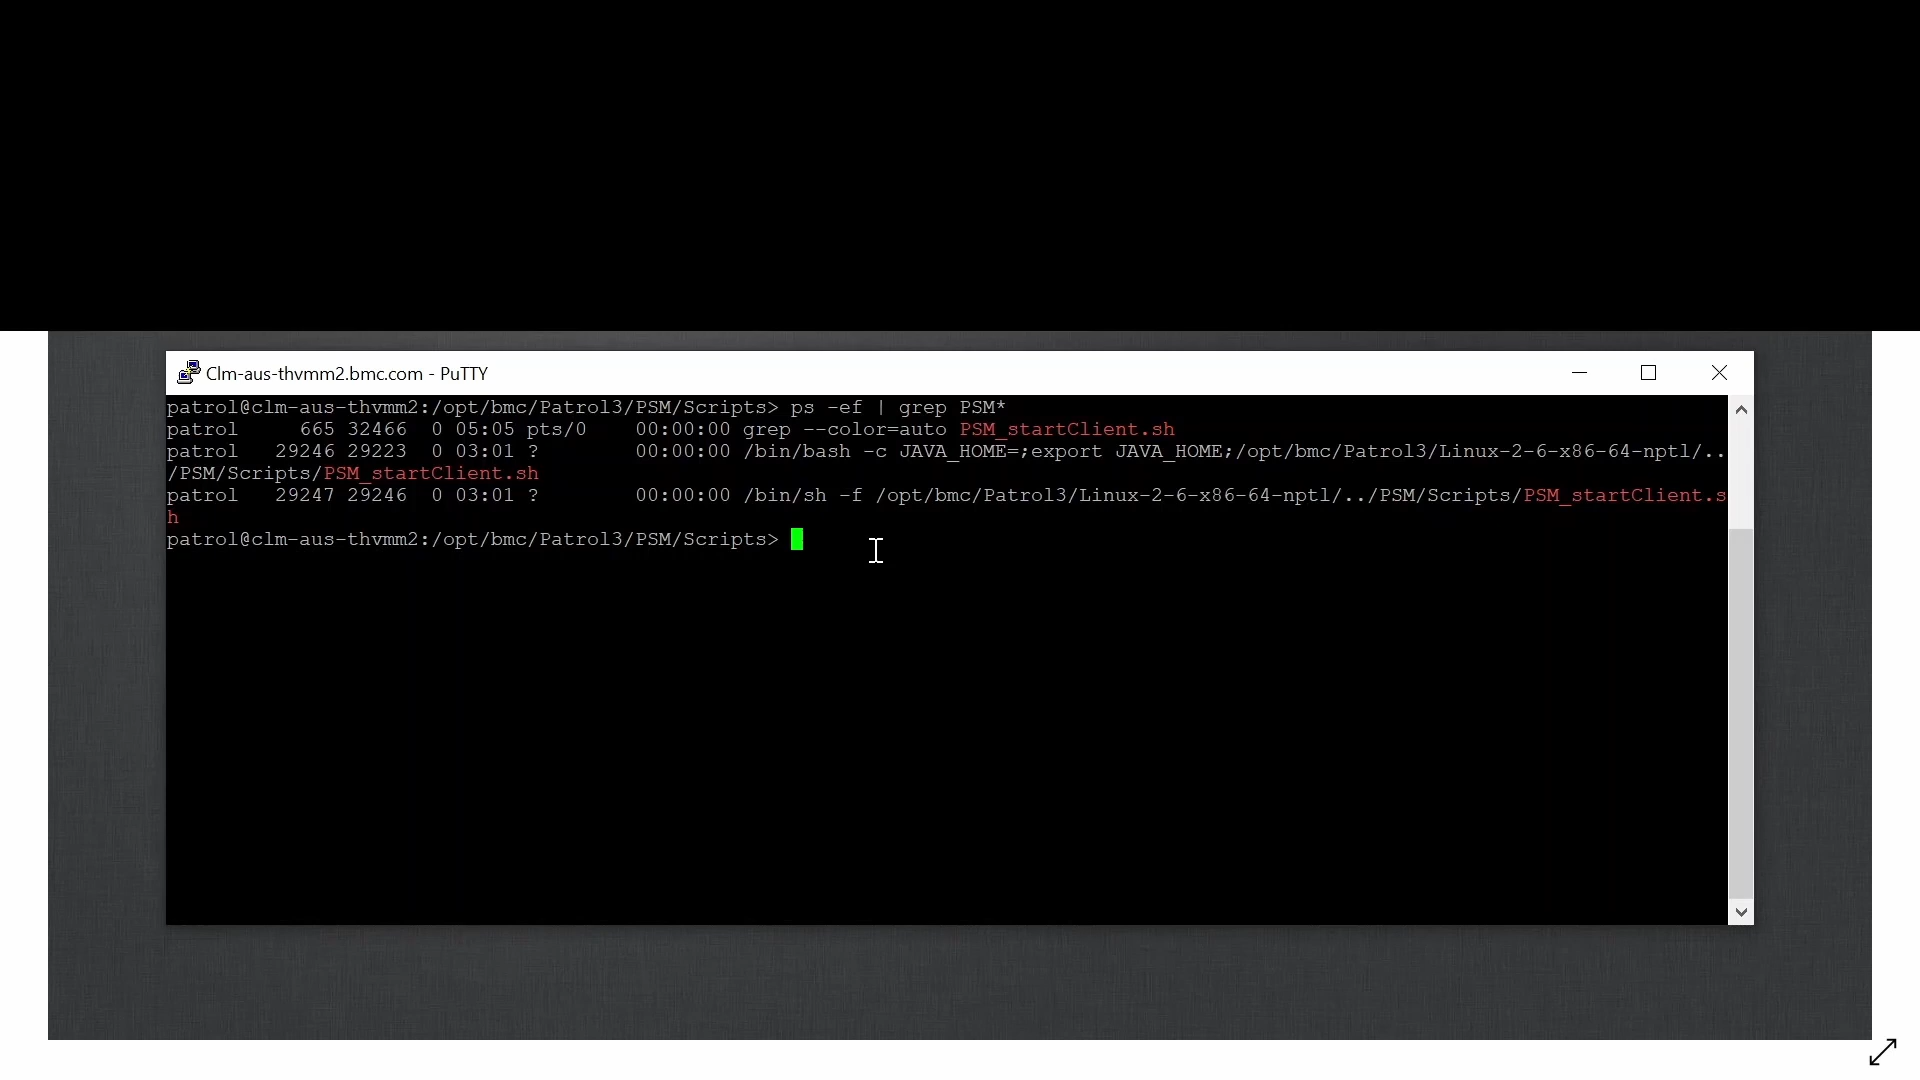 Clm-aus-thvmm2.bmc.com - PuTTY
patrol@clm-aus-thvmm2:/opt/bmc/Patrol3/PSM/Scripts> ps -ef | grep PSM*
patrol     665 32466  0 05:05 pts/0    00:00:00 grep --color=auto PSM_startClient.sh
patrol   29246 29223  0 03:01 ?        00:00:00 /bin/bash -c JAVA_HOME=;export JAVA_HOME;/opt/bmc/Patrol3/Linux-2-6-x86-64-nptl/..
/PSM/Scripts/PSM_startClient.sh
patrol   29247 29246  0 03:01 ?        00:00:00 /bin/sh -f /opt/bmc/Patrol3/Linux-2-6-x86-64-nptl/../PSM/Scripts/PSM_startClient.s
h
patrol@clm-aus-thvmm2:/opt/bmc/Patrol3/PSM/Scripts>